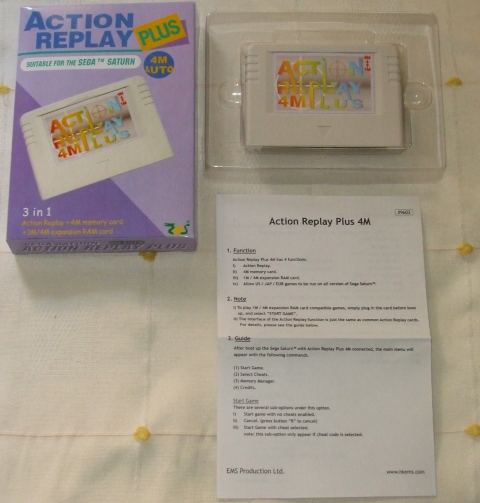 ACTION
REPLAY PLUS
SUITABLE FOR THE SEGA™ SATURN
4M
AUTO
ACTION
REPLAY
4M PLUS
3 in 1
Action Replay + 4M memory card
+ 1M/4M expansion RAM card
ACTION REPLAY PLUS
ACTION
REPLAY
4M PLUS
Action Replay Plus 4M
1. Function
Action Replay Plus 4M has 4 functions.
i) Action Replay.
ii) 4M memory card.
iii) 1M / 4M expansion RAM card.
iv) Allow US / JAP / EUR games to be run on all version of Sega Saturn™.
2. Note
i) To play 1M / 4M expansion RAM card compatible games, simply plug in the card before boot
up, and select "START GAME".
ii) The interface of the Action Replay function is just the same as common Action Replay cards.
For details, please see the guide below.
3. Guide
After boot up the Sega Saturn™ with Action Replay Plus 4M connected, the main menu will
appear with the following commands.
(1) Start Game.
(2) Select Cheats.
(3) Memory Manager.
(4) Credits.
Start Game
There are several sub-options under this option.
i) Start game with no cheats enabled.
ii) Cancel. (press button "B" to cancel)
iii) Start Game with cheat selected.
note: this sub-option only appear if cheat code is selected.
EMS Production Ltd. www.hkems.com